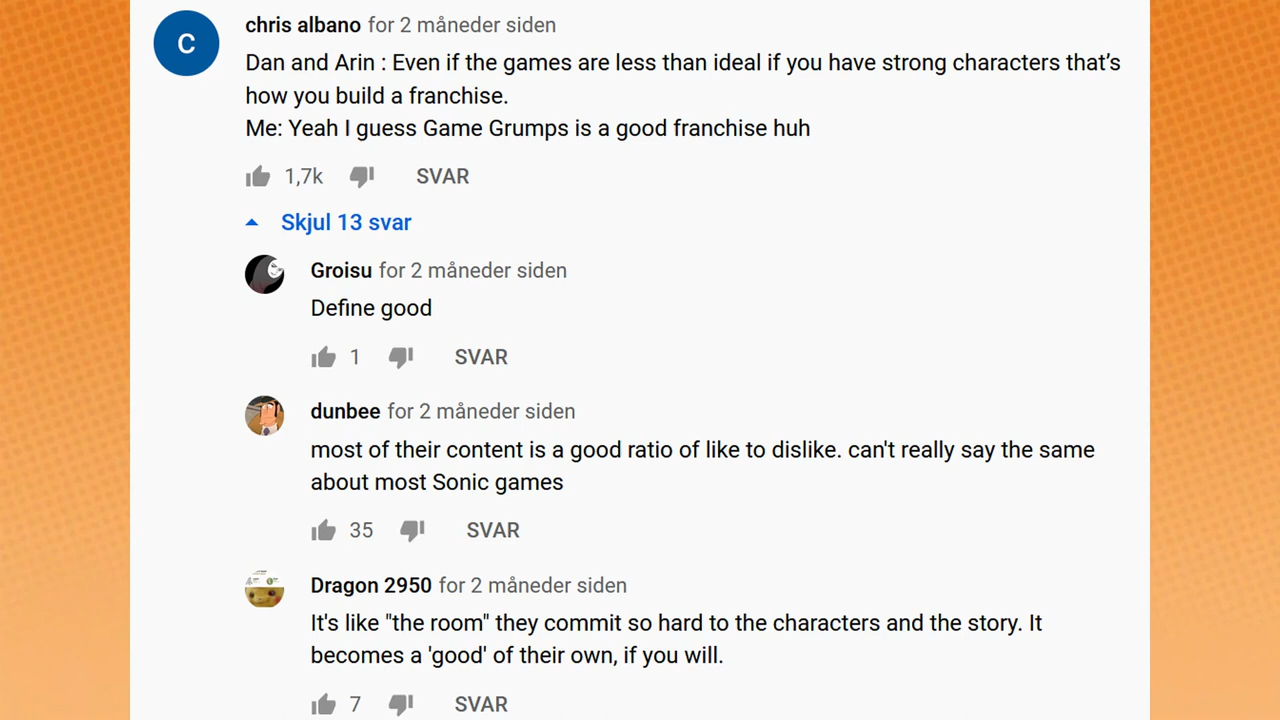 C
chris albano for 2 måneder siden
Dan and Arin : Even if the games are less than ideal if you have strong characters that’s
how you build a franchise.
Me: Yeah I guess Game Grumps is a good franchise huh
1,7k SVAR
Skjul 13 svar
Groisu for 2 måneder siden
Define good
1 SVAR
dunbee for 2 måneder siden
most of their content is a good ratio of like to dislike. can't really say the same
about most Sonic games
35 SVAR
Dragon 2950 for 2 måneder siden
It's like "the room" they commit so hard to the characters and the story. It
becomes a 'good' of their own, if you will.
7 SVAR